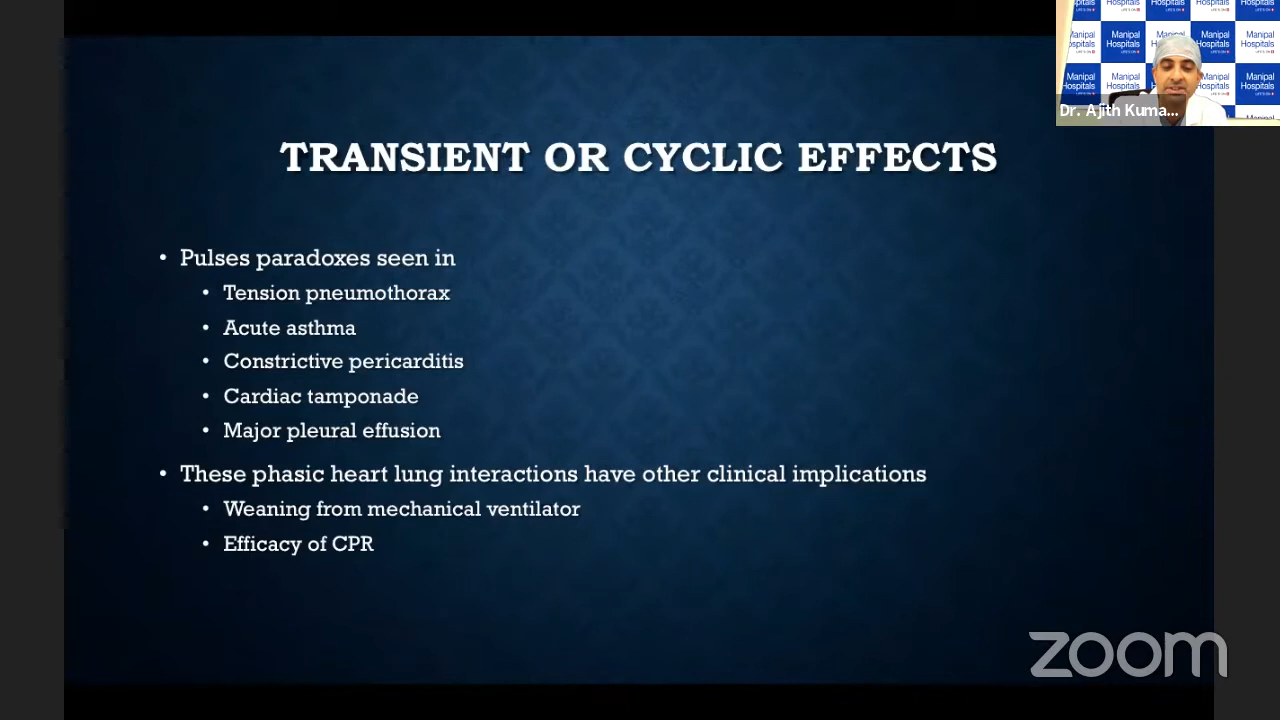 Manipal
Hospitals
Dr. Ajith Kuma...
TRANSIENT OR CYCLIC EFFECTS
• Pulses paradoxes seen in
• Tension pneumothorax
• Acute asthma
• Constrictive pericarditis
• Cardiac tamponade
• Major pleural effusion
• These phasic heart lung interactions have other clinical implications
• Weaning from mechanical ventilator
• Efficacy of CPR
zoom